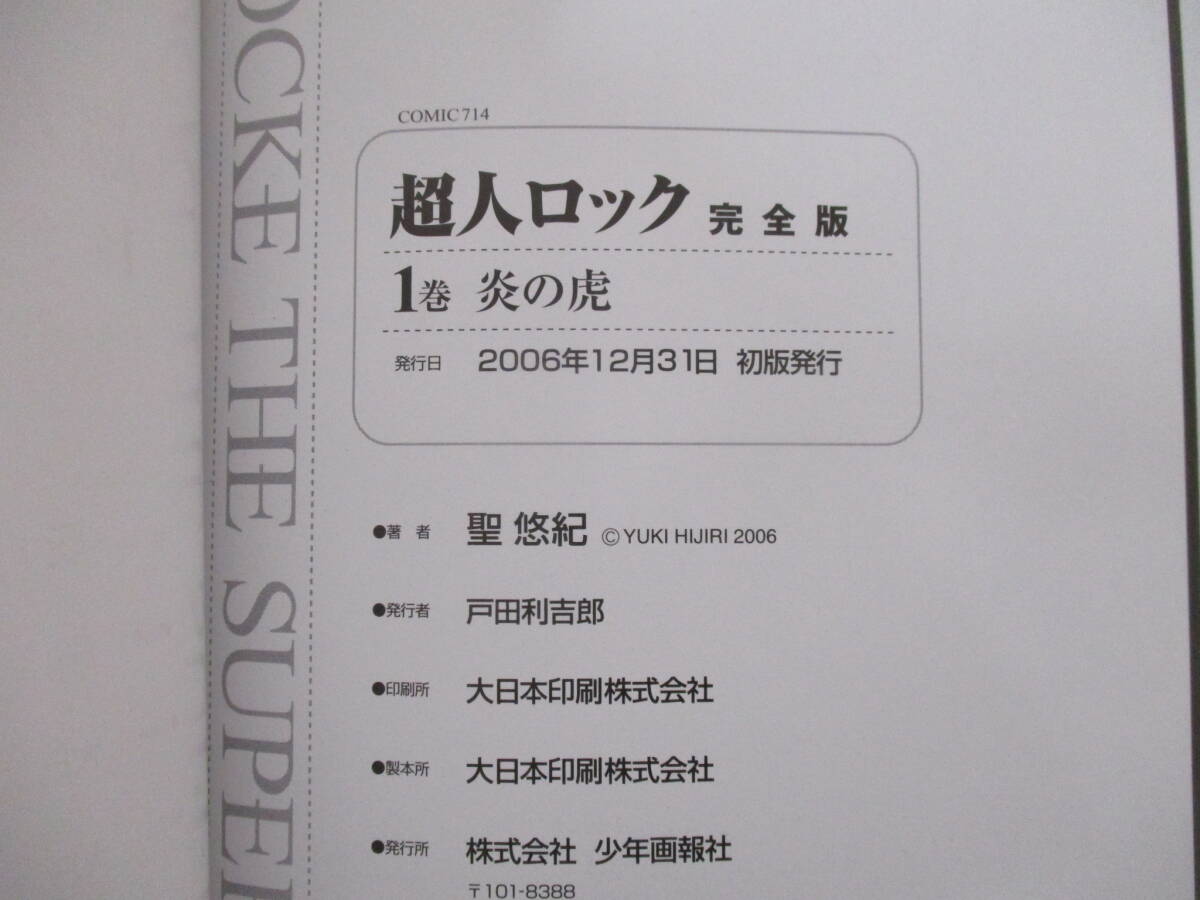 OCKE THE SUPER
COMIC714
超人ロック 完全版
1巻 炎の虎
発行日 2006年12月31日 初版発行
●著 者 聖 悠紀 ©YUKI HIJIRI 2006
●発行者 戸田利吉郎
●印刷所 大日本印刷株式会社
●製本所 大日本印刷株式会社
●発行所 株式会社 少年画報社
〒101-8388